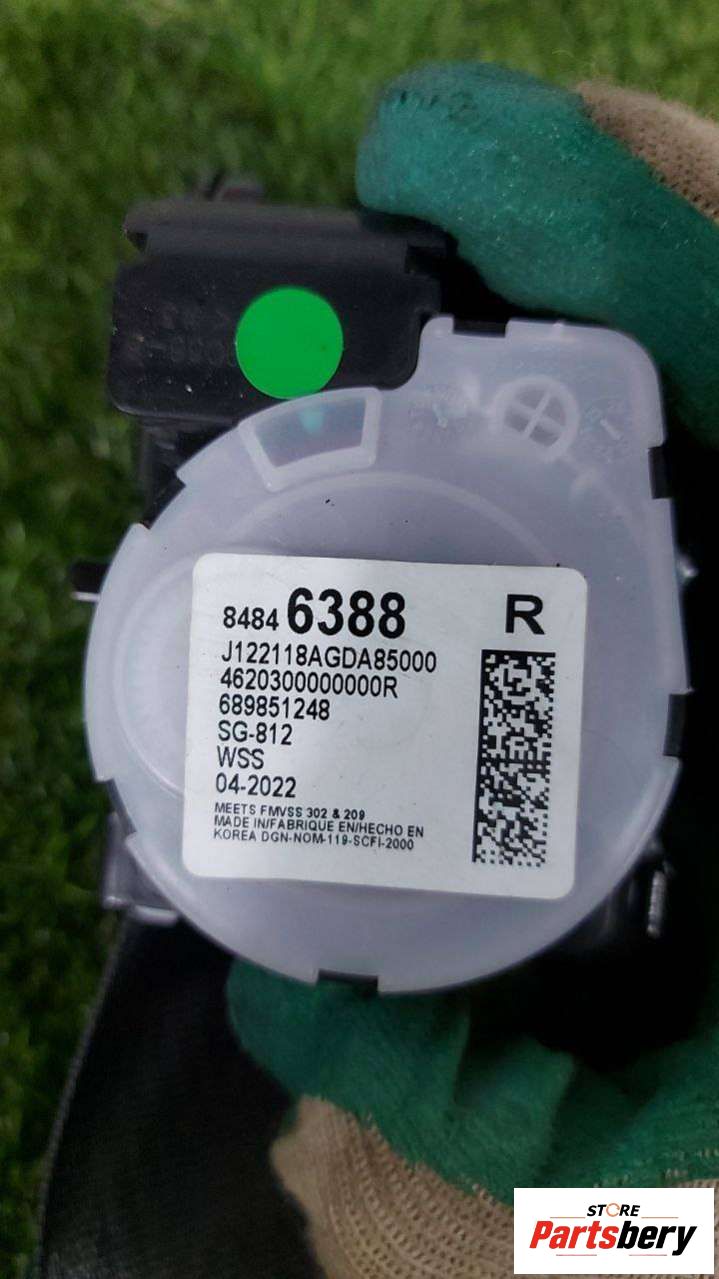 8484 6388 R
J122118AGDA85000
4620300000000R
689851248
SG-812
WSS
04-2022
MEETS FMVSS 302 & 209
MADE IN/FABRIQUE EN/HECHO EN
KOREA DGN-NOM-119-SCFI-2000
STORE
Partsbery